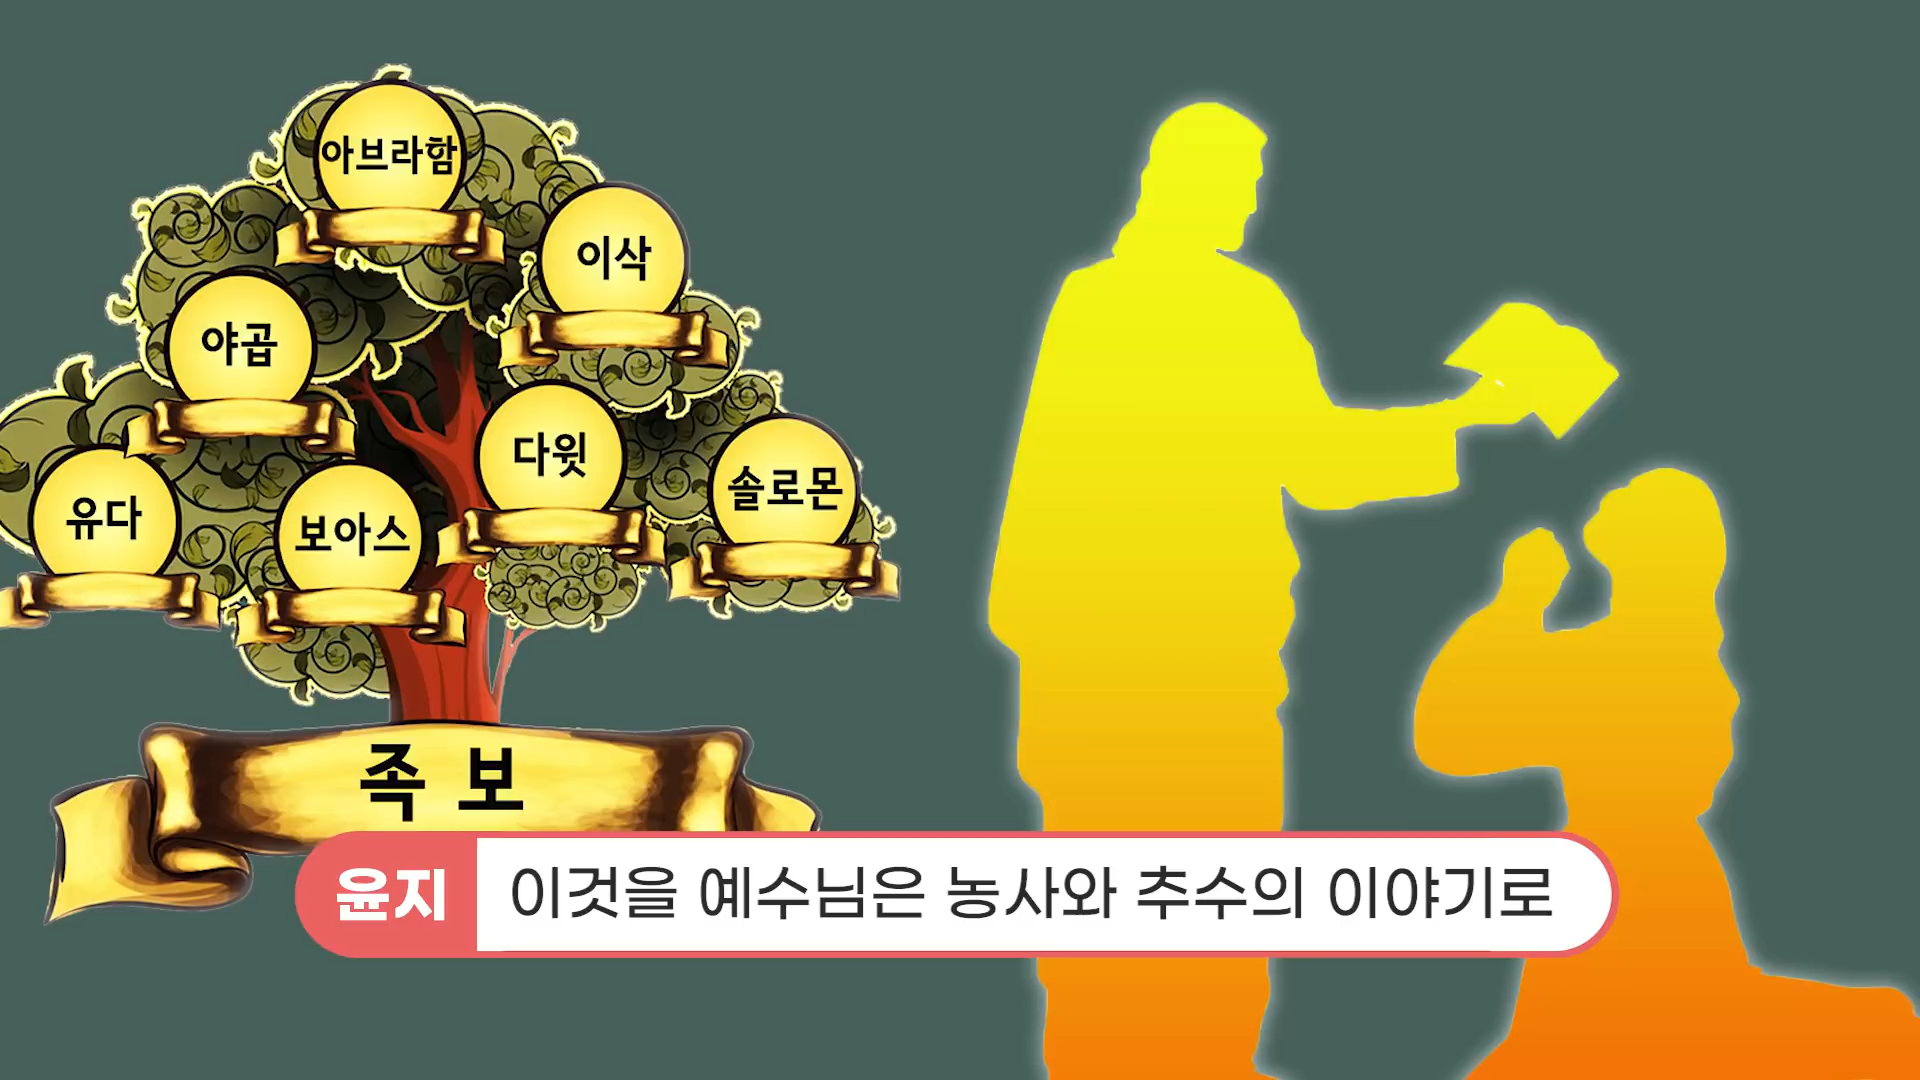 아브라함
이삭
야곱
다윗
솔로몬
유다
보아스
족 보
윤지 이것을 예수님은 농사와 추수의 이야기로